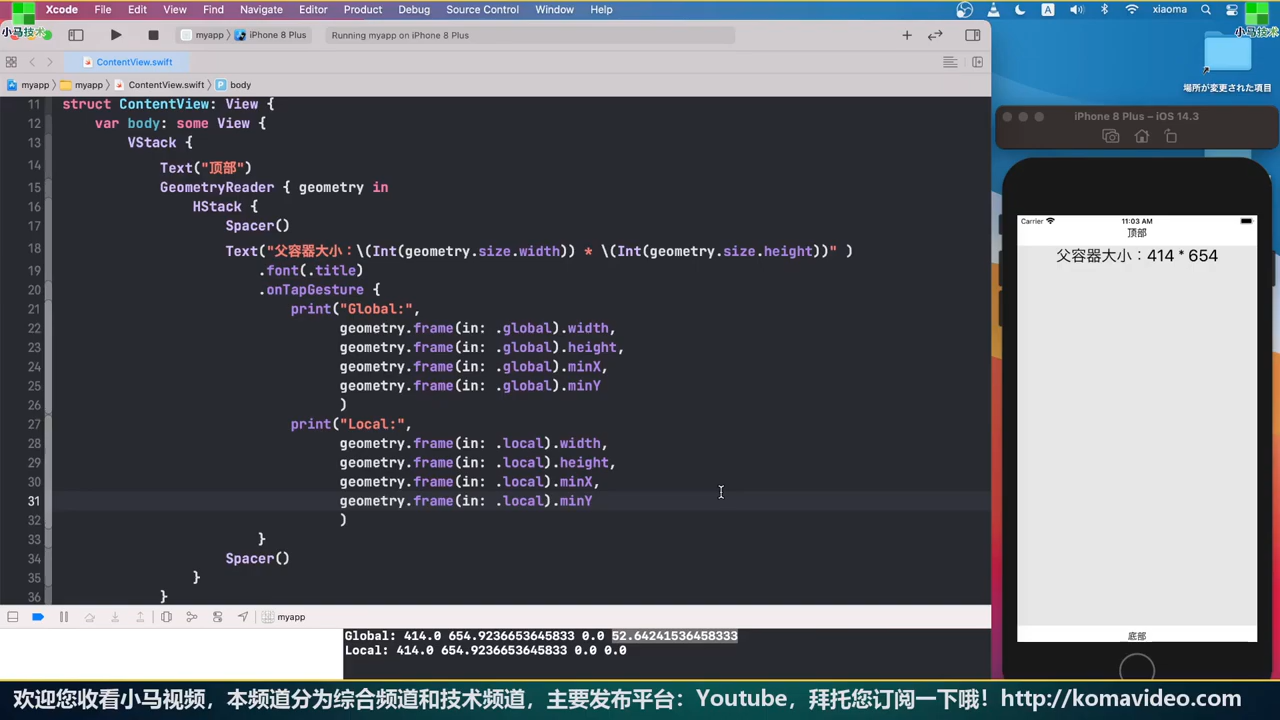 Xcode File Edit View Find Navigate Editor Product Debug Source Control Window Help A xiaoma
小马技术 小马技术
myapp iPhone 8 Plus Running myapp on iPhone 8 Plus
ContentView.swift
myapp myapp ContentView.swift P body
場所が変更された項目
11 struct ContentView: View {
12 var body: some View {
13 VStack {
14 Text("顶部")
15 GeometryReader { geometry in
16 HStack {
17 Spacer()
18 Text("父容器大小：\(Int(geometry.size.width)) * \(Int(geometry.size.height))" )
19 .font(.title)
20 .onTapGesture {
21 print("Global:",
22 geometry.frame(in: .global).width,
23 geometry.frame(in: .global).height,
24 geometry.frame(in: .global).minX,
25 geometry.frame(in: .global).minY
26 )
27 print("Local:",
28 geometry.frame(in: .local).width,
29 geometry.frame(in: .local).height,
30 geometry.frame(in: .local).minX,
31 geometry.frame(in: .local).minY
32 )
33 }
34 Spacer()
35 }
36 }
myapp
Global: 414.0 654.9236653645833 0.0 52.64241536458333
Local: 414.0 654.9236653645833 0.0 0.0
iPhone 8 Plus – iOS 14.3
Carrier 11:03 AM
顶部
父容器大小：414 * 654
底部
欢迎您收看小马视频，本频道分为综合频道和技术频道，主要发布平台：Youtube，拜托您订阅一下哦！http://komavideo.com